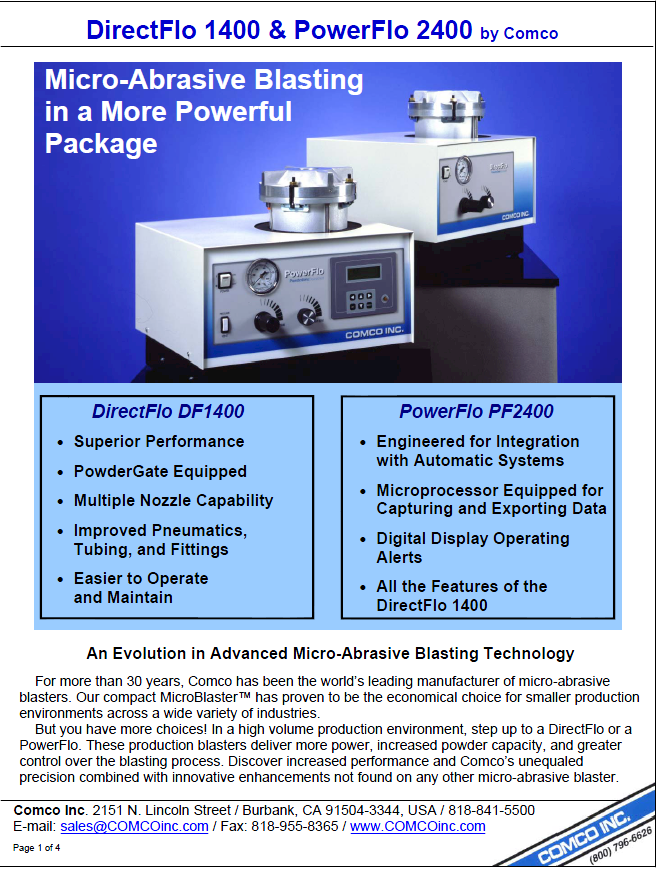 DirectFlo 1400 & PowerFlo 2400 by Comco
Micro-Abrasive Blasting
in a More Powerful
Package
DirectFlo
COMCO INC.
PowerFlo
COMCO INC.
DirectFlo DF1400
• Superior Performance
• PowderGate Equipped
• Multiple Nozzle Capability
• Improved Pneumatics,
Tubing, and Fittings
• Easier to Operate
and Maintain
PowerFlo PF2400
• Engineered for Integration
with Automatic Systems
• Microprocessor Equipped for
Capturing and Exporting Data
• Digital Display Operating
Alerts
• All the Features of the
DirectFlo 1400
An Evolution in Advanced Micro-Abrasive Blasting Technology
For more than 30 years, Comco has been the world's leading manufacturer of micro-abrasive
blasters. Our compact MicroBlaster™ has proven to be the economical choice for smaller production
environments across a wide variety of industries.
But you have more choices! In a high volume production environment, step up to a DirectFlo or a
PowerFlo. These production blasters deliver more power, increased powder capacity, and greater
control over the blasting process. Discover increased performance and Comco's unequaled
precision combined with innovative enhancements not found on any other micro-abrasive blaster.
Comco Inc. 2151 N. Lincoln Street / Burbank, CA 91504-3344, USA / 818-841-5500
E-mail: sales@COMCOinc.com / Fax: 818-955-8365 / www.COMCOinc.com
Page 1 of 4
COMCO INC.
(800) 796-6626